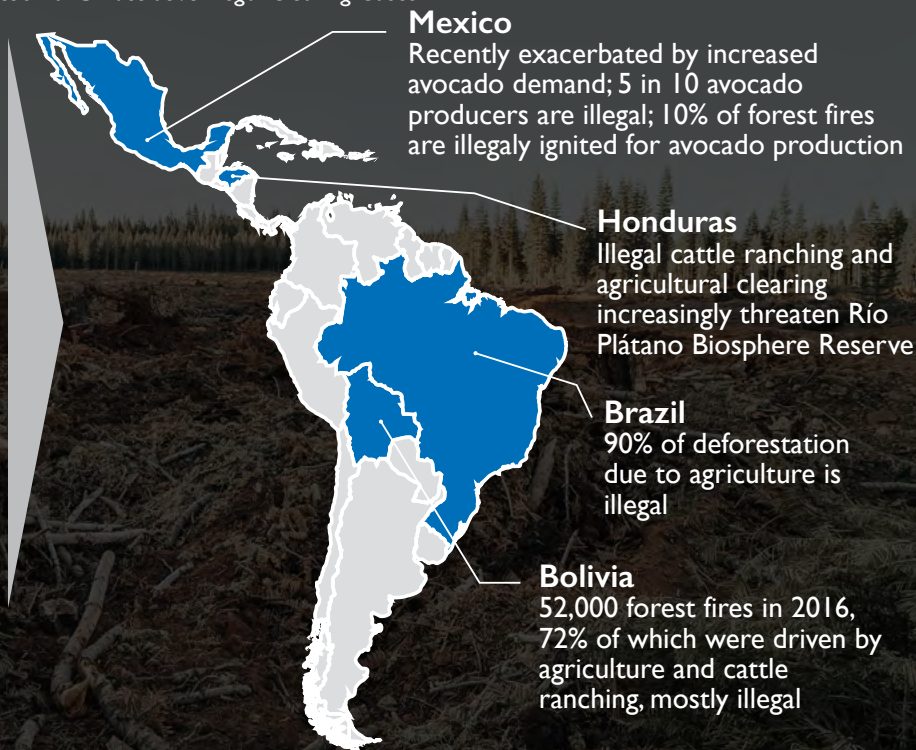 Mexico
Recently exacerbated by increased
avocado demand; 5 in 10 avocado
producers are illegal; 10% of forest fires
are illegaly ignited for avocado production
Honduras
Illegal cattle ranching and
agricultural clearing
increasingly threaten Río
Plátano Biosphere Reserve
Brazil
90% of deforestation
due to agriculture is
illegal
Bolivia
52,000 forest fires in 2016,
72% of which were driven by
agriculture and cattle
ranching, mostly illegal